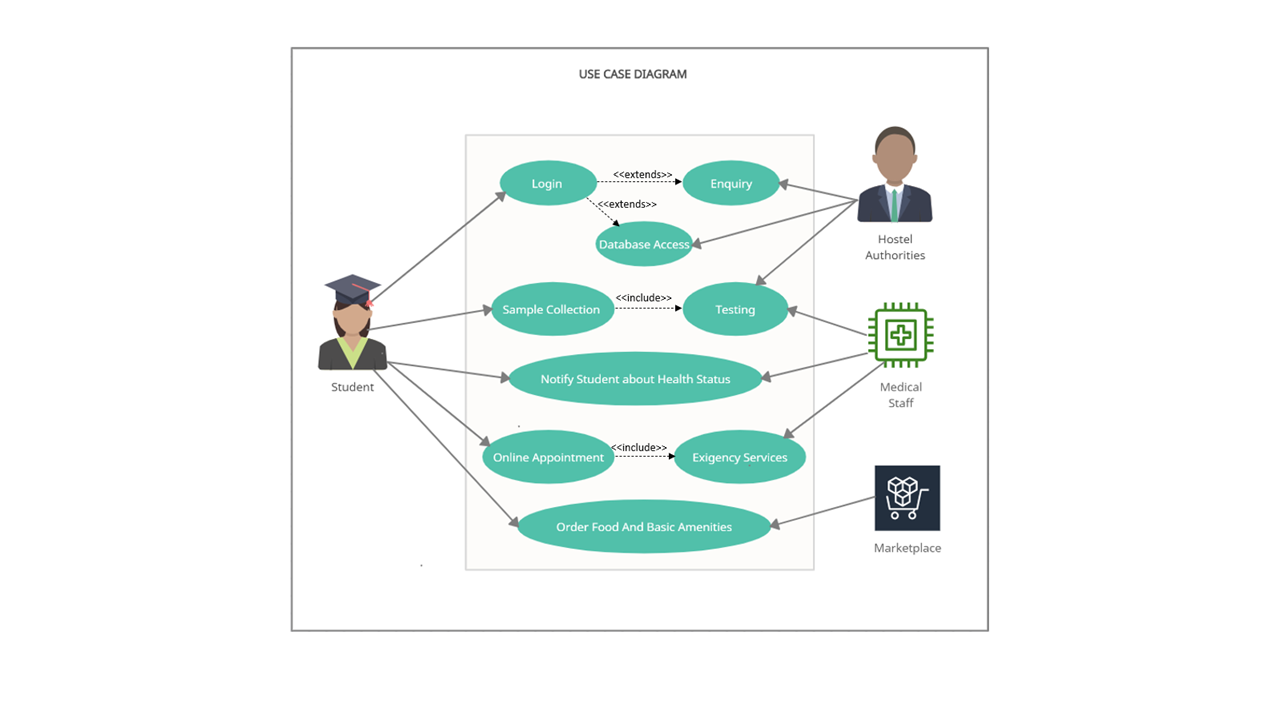 USE CASE DIAGRAM
Login
<<extends>>
Enquiry
<<extends>>
Database Access
Hostel
Authorities
Sample Collection
<<include>>
Testing
Student
Notify Student about Health Status
Medical
Staff
Online Appointment
<<include>>
Exigency Services
Order Food And Basic Amenities
Marketplace